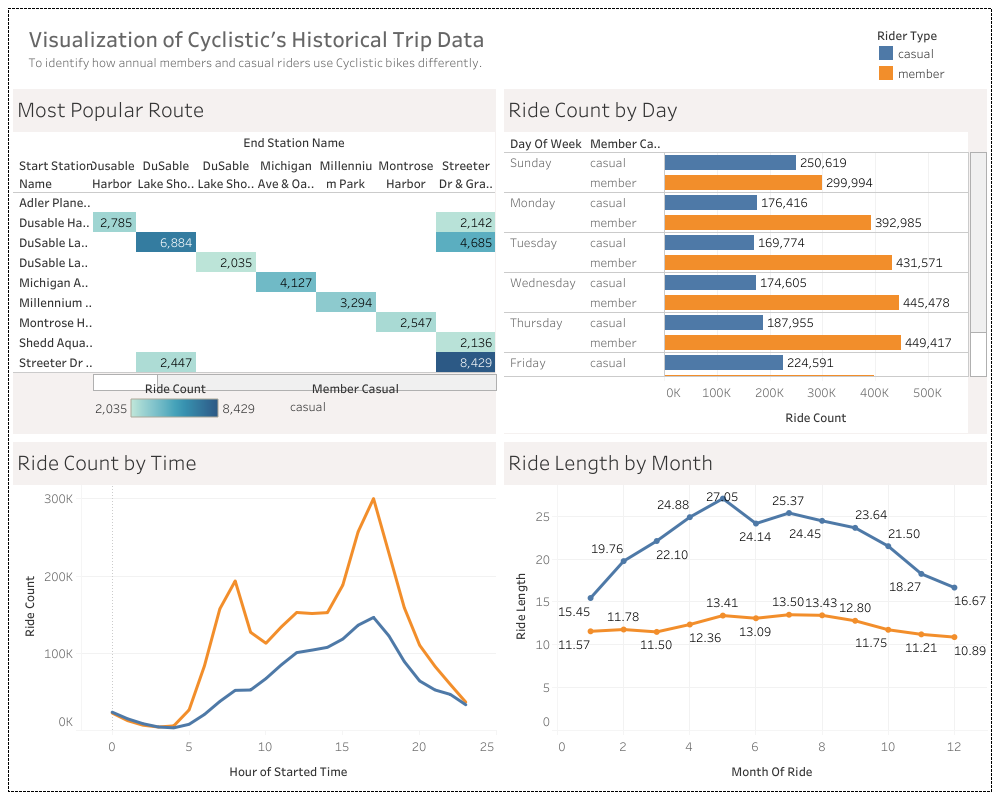 Visualization of Cyclistic's Historical Trip Data
To identify how annual members and casual riders use Cyclistic bikes differently.
Rider Type
casual
member
Most Popular Route
End Station Name
Start Station Name Dusable Harbor DuSable Lake Sho.. DuSable Lake Sho.. Michigan Ave & Oa.. Millenniu m Park Montrose Harbor Streeter Dr & Gra..
Adler Plane..
Dusable Ha.. 2,785 2,142
DuSable La.. 6,884 4,685
DuSable La.. 2,035
Michigan A.. 4,127
Millennium .. 3,294
Montrose H.. 2,547
Shedd Aqua.. 2,136
Streeter Dr .. 2,447 8,429
Ride Count
2,035 8,429
Member Casual
casual
Ride Count by Day
Day Of Week Member Ca..
Sunday casual 250,619
member 299,994
Monday casual 176,416
member 392,985
Tuesday casual 169,774
member 431,571
Wednesday casual 174,605
member 445,478
Thursday casual 187,955
member 449,417
Friday casual 224,591
0K 100K 200K 300K 400K 500K
Ride Count
Ride Count by Time
Ride Count
300K
200K
100K
0K
0 5 10 15 20 25
Hour of Started Time
Ride Length by Month
Ride Length
25
20
15
10
5
0
15.45 19.76 22.10 24.88 27.05 24.14 25.37 24.45 23.64 21.50 18.27 16.67
11.57 11.78 11.50 12.36 13.41 13.09 13.50 13.43 12.80 11.75 11.21 10.89
0 2 4 6 8 10 12
Month Of Ride